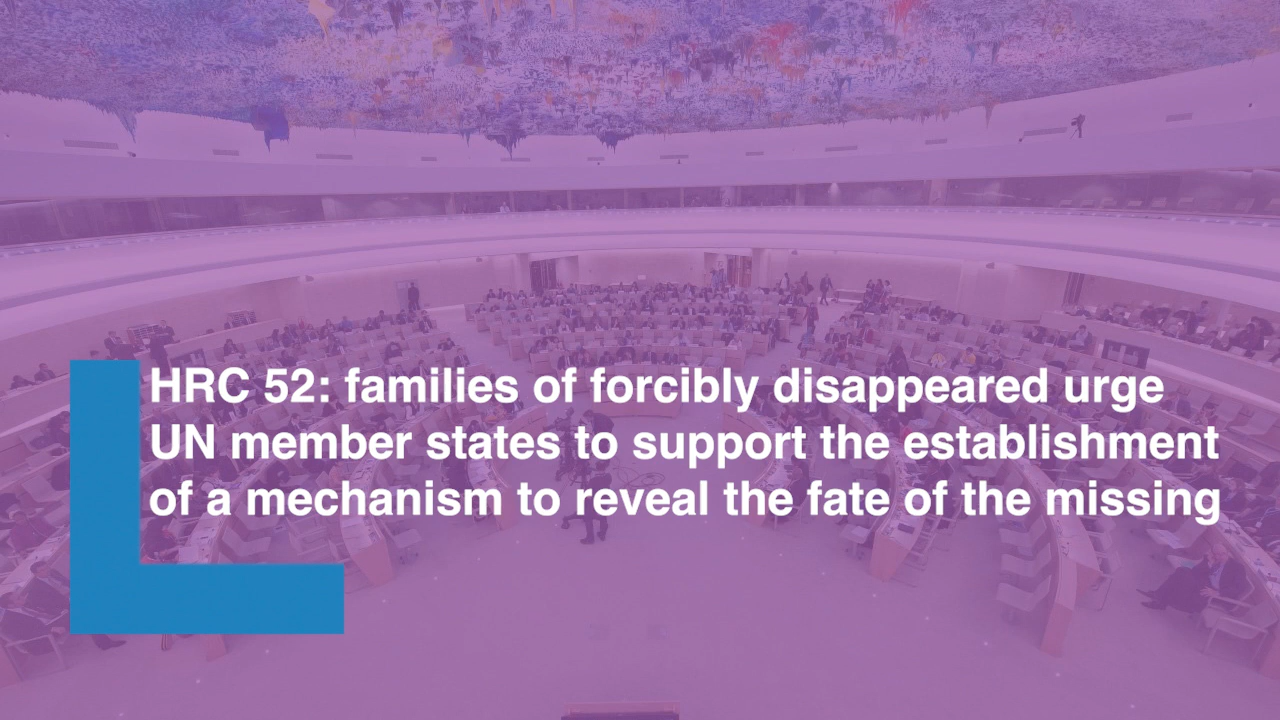 HRC 52: families of forcibly disappeared urge
UN member states to support the establishment
of a mechanism to reveal the fate of the missing